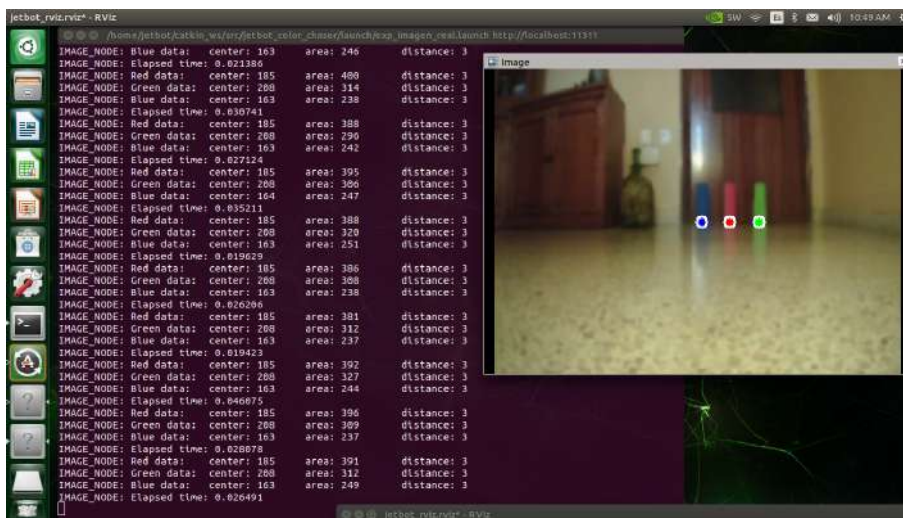 jetbot_rviz.rviz* - RViz
SW
Es
10:49 AM
/home/jetbot/catkin_ws/src/jetbot_color_chaser/launch/exp_imagen_real.launch http://localhost:11311
IMAGE_NODE: Blue data: center: 163 area: 246 distance: 3
IMAGE_NODE: Elapsed time: 0.021386
IMAGE_NODE: Red data: center: 185 area: 400 distance: 3
IMAGE_NODE: Green data: center: 208 area: 314 distance: 3
IMAGE_NODE: Blue data: center: 163 area: 238 distance: 3
IMAGE_NODE: Elapsed time: 0.030741
IMAGE_NODE: Red data: center: 185 area: 388 distance: 3
IMAGE_NODE: Green data: center: 208 area: 296 distance: 3
IMAGE_NODE: Blue data: center: 163 area: 242 distance: 3
IMAGE_NODE: Elapsed time: 0.027124
IMAGE_NODE: Red data: center: 185 area: 395 distance: 3
IMAGE_NODE: Green data: center: 208 area: 306 distance: 3
IMAGE_NODE: Blue data: center: 164 area: 247 distance: 3
IMAGE_NODE: Elapsed time: 0.035211
IMAGE_NODE: Red data: center: 185 area: 388 distance: 3
IMAGE_NODE: Green data: center: 208 area: 320 distance: 3
IMAGE_NODE: Blue data: center: 163 area: 251 distance: 3
IMAGE_NODE: Elapsed time: 0.019629
IMAGE_NODE: Red data: center: 185 area: 386 distance: 3
IMAGE_NODE: Green data: center: 208 area: 308 distance: 3
IMAGE_NODE: Blue data: center: 163 area: 238 distance: 3
IMAGE_NODE: Elapsed time: 0.026206
IMAGE_NODE: Red data: center: 185 area: 381 distance: 3
IMAGE_NODE: Green data: center: 208 area: 312 distance: 3
IMAGE_NODE: Blue data: center: 163 area: 237 distance: 3
IMAGE_NODE: Elapsed time: 0.019423
IMAGE_NODE: Red data: center: 185 area: 392 distance: 3
IMAGE_NODE: Green data: center: 208 area: 327 distance: 3
IMAGE_NODE: Blue data: center: 163 area: 244 distance: 3
IMAGE_NODE: Elapsed time: 0.046075
IMAGE_NODE: Red data: center: 185 area: 396 distance: 3
IMAGE_NODE: Green data: center: 208 area: 309 distance: 3
IMAGE_NODE: Blue data: center: 163 area: 237 distance: 3
IMAGE_NODE: Elapsed time: 0.028078
IMAGE_NODE: Red data: center: 185 area: 391 distance: 3
IMAGE_NODE: Green data: center: 208 area: 312 distance: 3
IMAGE_NODE: Blue data: center: 163 area: 249 distance: 3
IMAGE_NODE: Elapsed time: 0.026491
Image
jetbot_rviz.rviz* - RViz